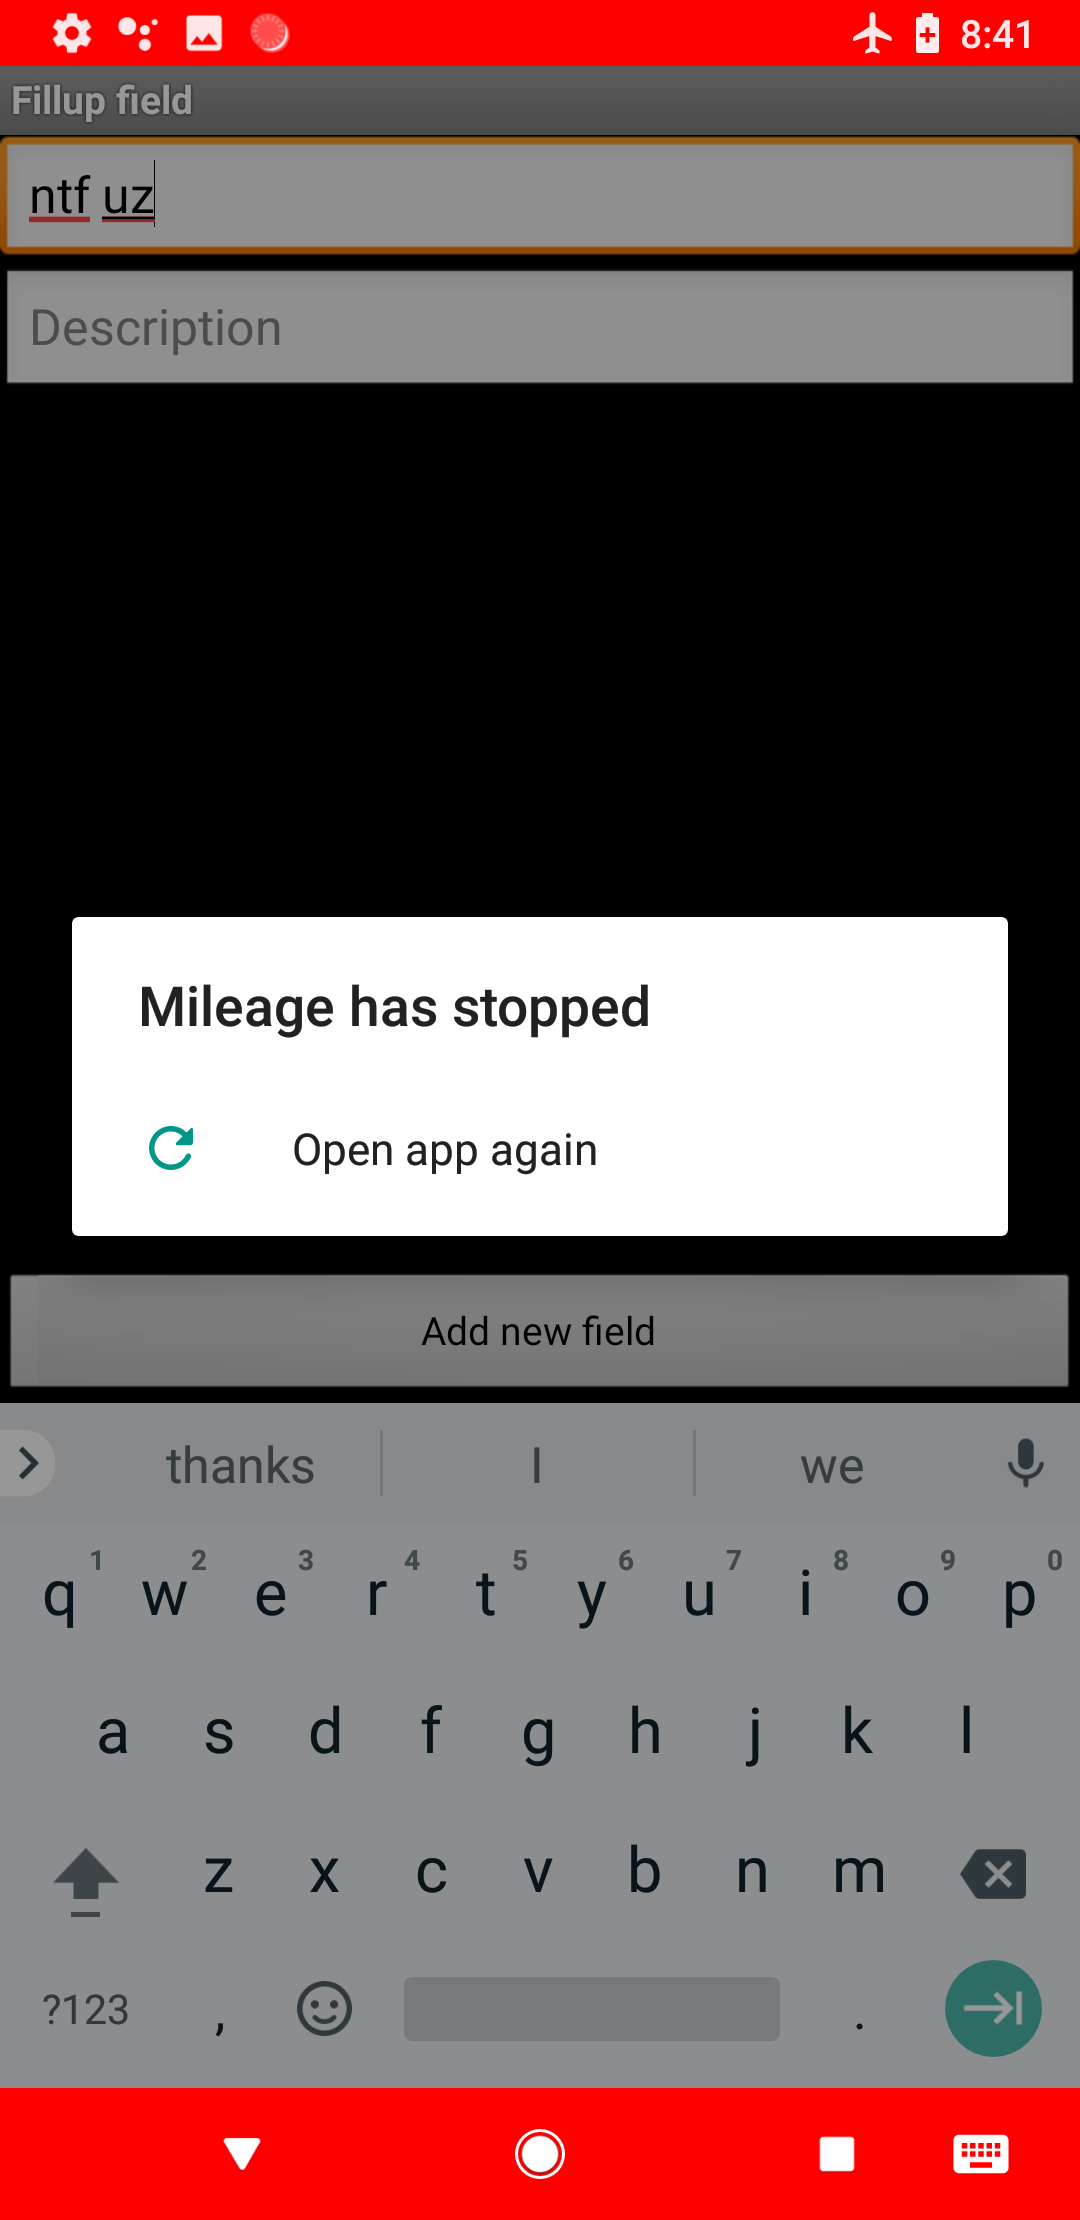 8:41
Fillup field
ntf uz
Description
Mileage has stopped
Open app again
Add new field
thanks I we
1 2 3 4 5 6 7 8 9 0
q w e r t y u i o p
a s d f g h j k l
z x c v b n m
?123 , .